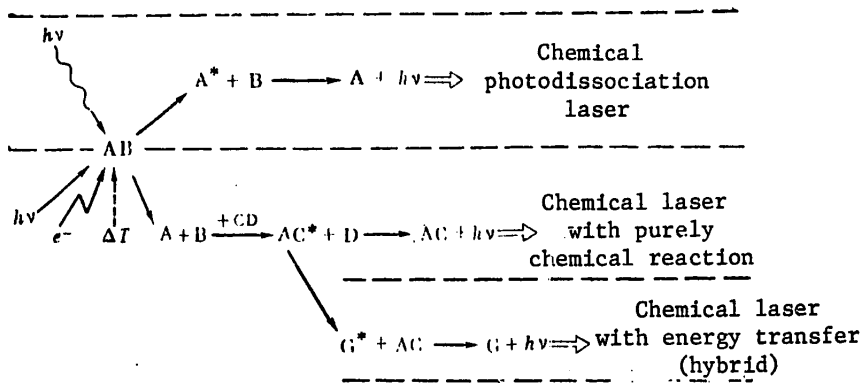 hν
A* + B → A + hν ⇒
Chemical
photodissociation
laser
AB
hν
e⁻
ΔT
A + B +CD → AC* + D → AC + hν ⇒
Chemical laser
with purely
chemical reaction
G* + AC → G + hν ⇒
Chemical laser
with energy transfer
(hybrid)